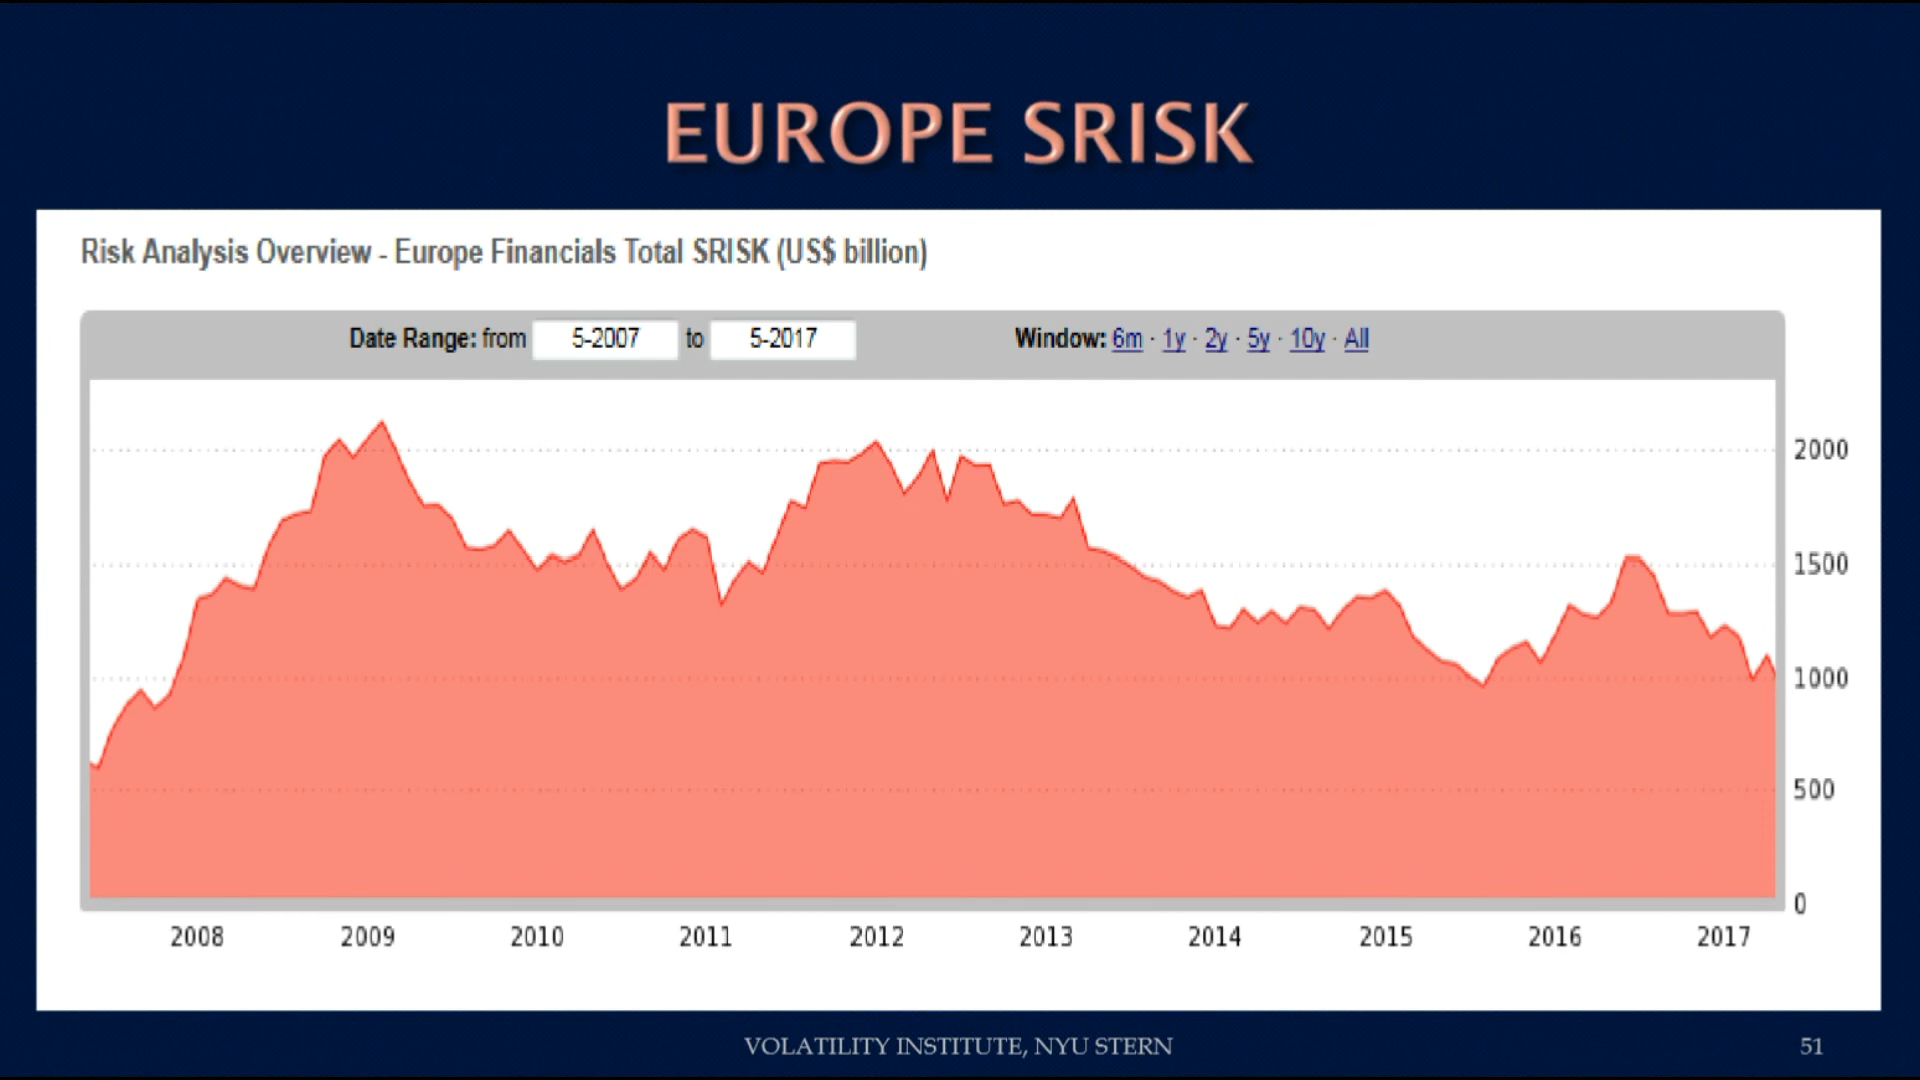 EUROPE SRISK
Risk Analysis Overview - Europe Financials Total SRISK (US$ billion)
Date Range: from 5-2007 to 5-2017 Window: 6m · 1y · 2y · 5y · 10y · All
2000
1500
1000
500
0
2008 2009 2010 2011 2012 2013 2014 2015 2016 2017
VOLATILITY INSTITUTE, NYU STERN 51